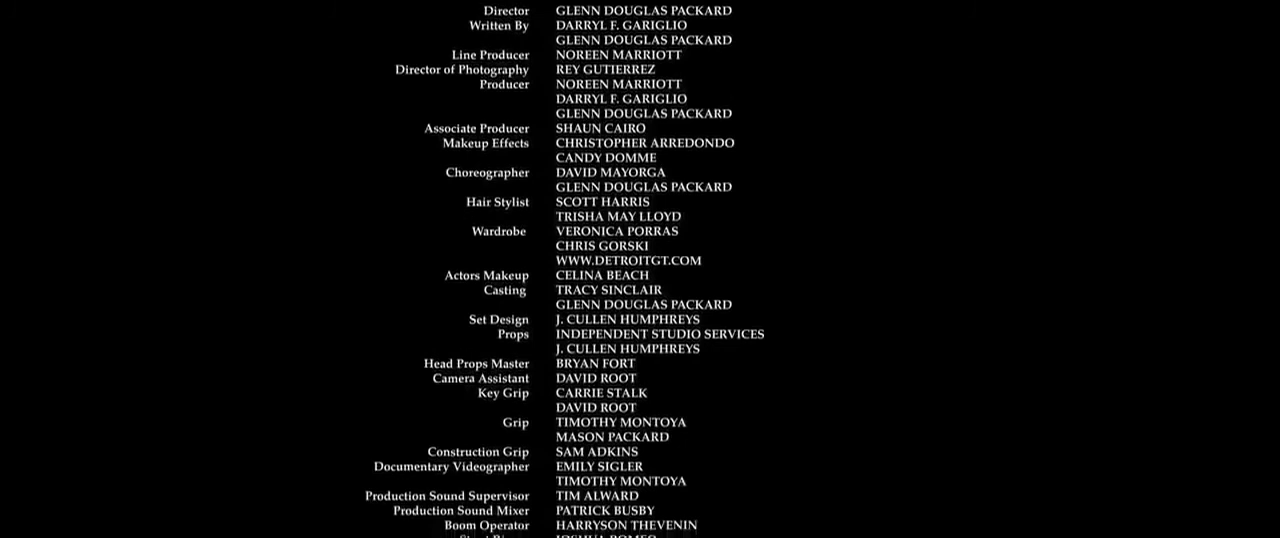 Director GLENN DOUGLAS PACKARD
Written By DARRYL F. GARIGLIO
GLENN DOUGLAS PACKARD
Line Producer NOREEN MARRIOTT
Director of Photography REY GUTIERREZ
Producer NOREEN MARRIOTT
DARRYL F. GARIGLIO
GLENN DOUGLAS PACKARD
Associate Producer SHAUN CAIRO
Makeup Effects CHRISTOPHER ARREDONDO
CANDY DOMME
Choreographer DAVID MAYORGA
GLENN DOUGLAS PACKARD
Hair Stylist SCOTT HARRIS
TRISHA MAY LLOYD
Wardrobe VERONICA PORRAS
CHRIS GORSKI
WWW.DETROITGT.COM
Actors Makeup CELINA BEACH
Casting TRACY SINCLAIR
GLENN DOUGLAS PACKARD
Set Design J. CULLEN HUMPHREYS
Props INDEPENDENT STUDIO SERVICES
J. CULLEN HUMPHREYS
Head Props Master BRYAN FORT
Camera Assistant DAVID ROOT
Key Grip CARRIE STALK
DAVID ROOT
Grip TIMOTHY MONTOYA
MASON PACKARD
Construction Grip SAM ADKINS
Documentary Videographer EMILY SIGLER
TIMOTHY MONTOYA
Production Sound Supervisor TIM ALWARD
Production Sound Mixer PATRICK BUSBY
Boom Operator HARRYSON THEVENIN